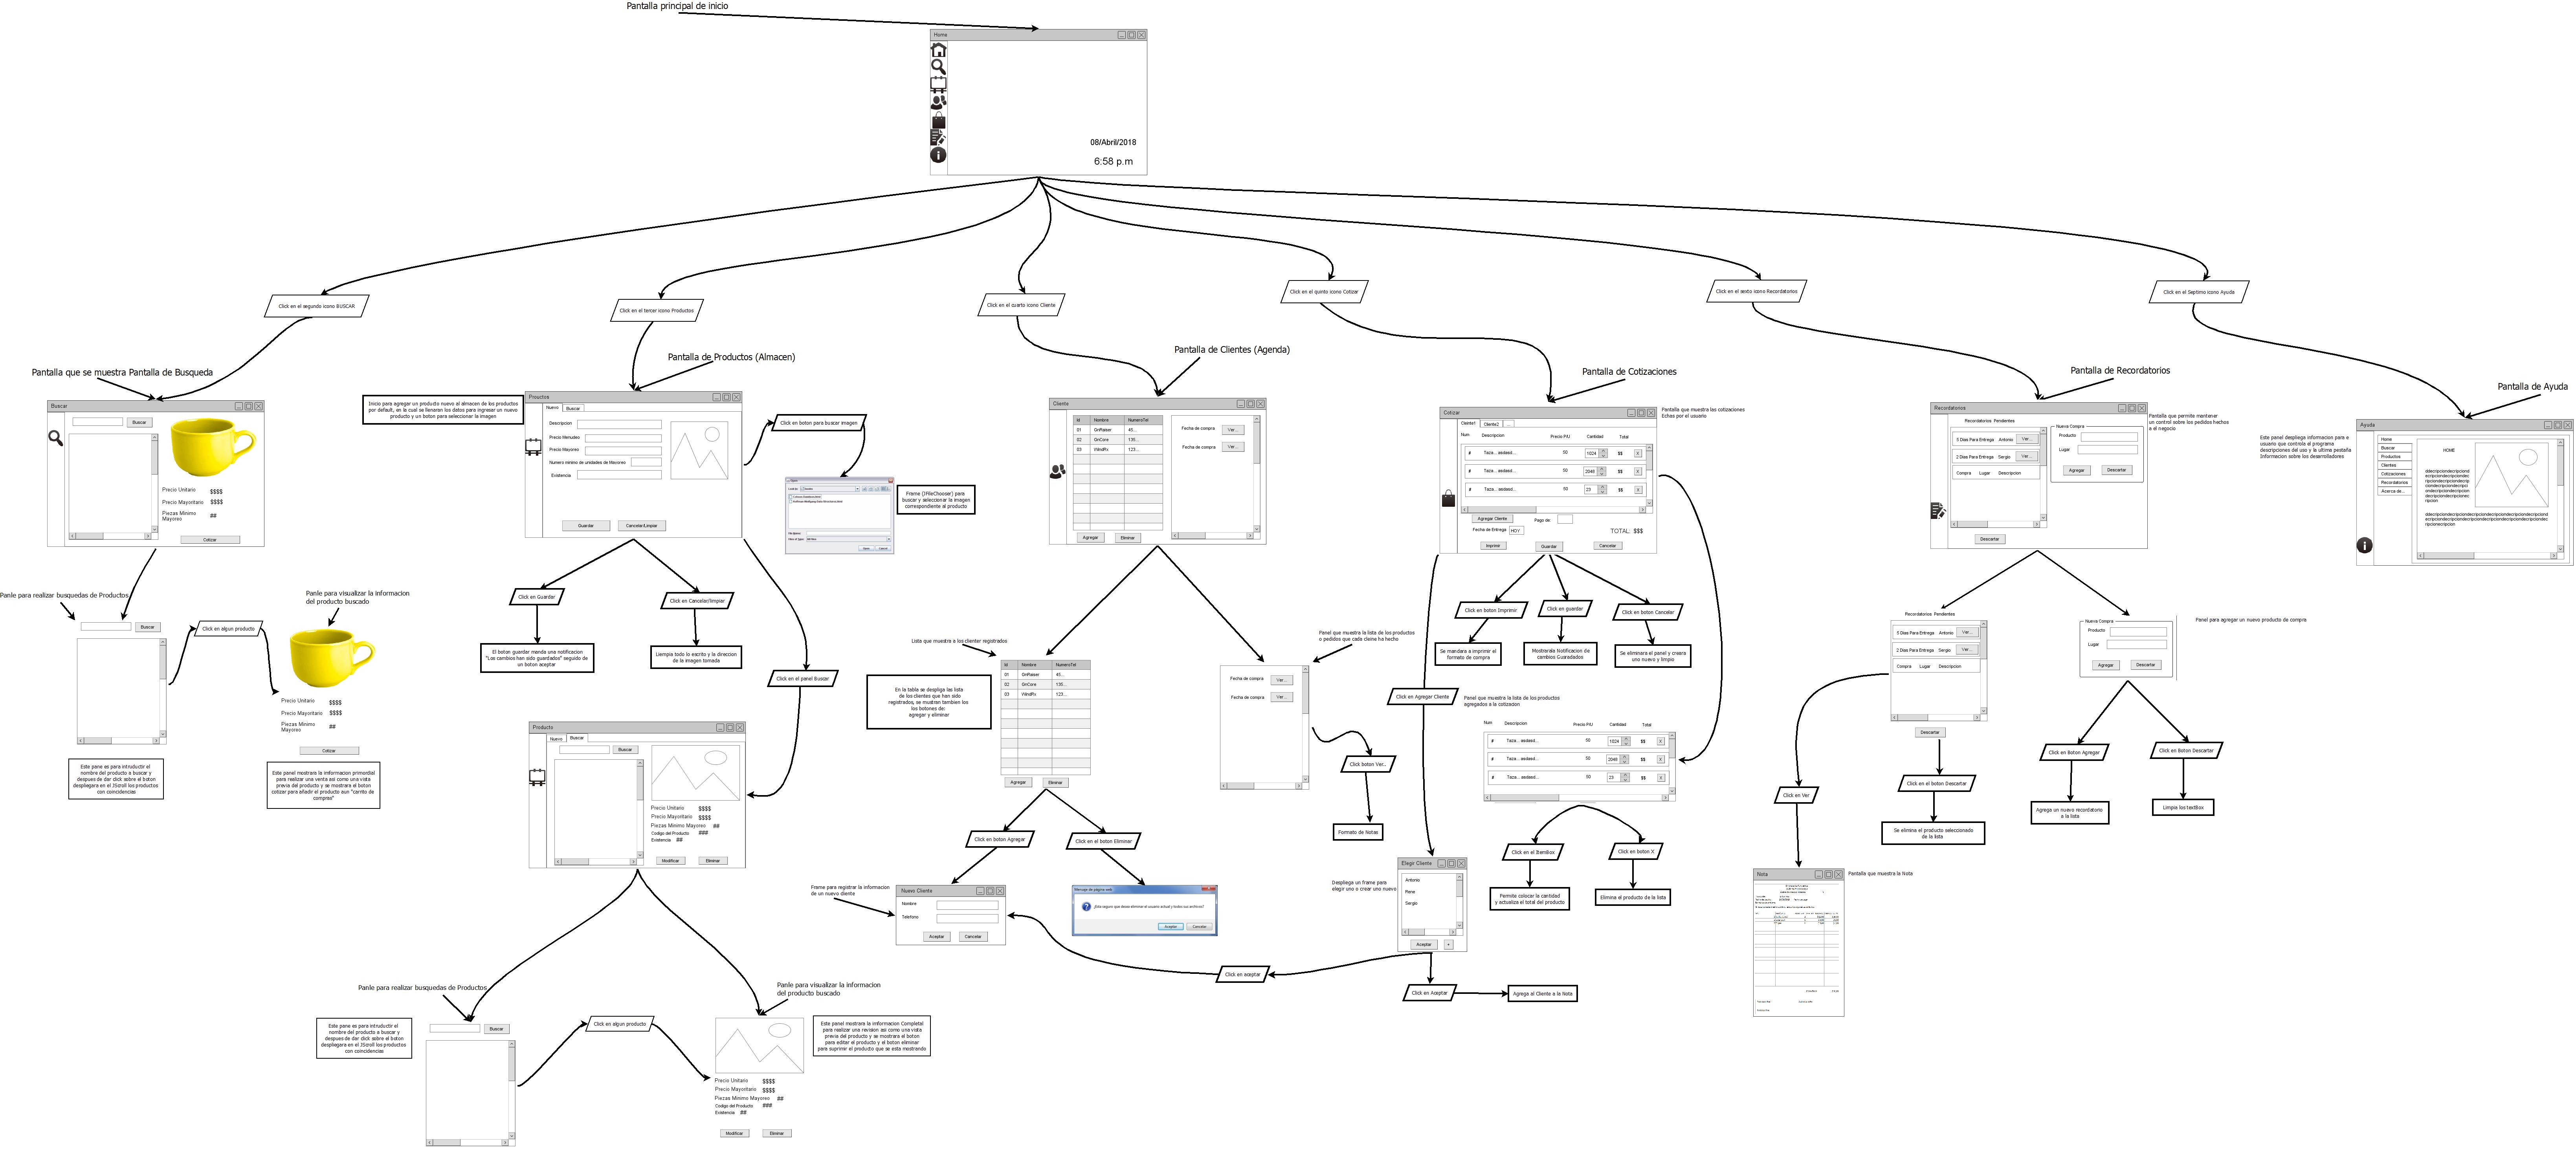 Pantalla principal de inicio
Home
08/Abril/2018
6:58 p.m
Click en el segundo icono BUSCAR
Click en el tercer icono Productos
Click en el cuarto icono Cliente
Click en el quinto icono Cotizar
Click en el sexto icono Recordatorios
Click en el Septimo icono Ayuda
Pantalla que se muestra Pantalla de Busqueda
Buscar
Buscar
Precio Unitario $$$$
Precio Mayoritario $$$$
Piezas Minimo
Mayoreo ##
Cotizar
Panle para realizar busquedas de Productos
Buscar
Click en algun producto
Panle para visualizar la informacion
del producto buscado
Precio Unitario $$$$
Precio Mayoritario $$$$
Piezas Minimo
Mayoreo ##
Cotizar
Este pane es para intruductir el
nombre del producto a buscar y
despues de dar click sobre el boton
despliegara en el JScroll los productos
con coincidencias
Este panel mostrara la imformacion primordial
para realizar una venta asi como una vista
previa del producto y se mostrara el boton
cotizar para añadir el producto aun "carrito de
compras"
Pantalla de Productos (Almacen)
Inicio para agregar un producto nuevo al almacen de los productos
por default, en la cual se llenaran los datos para ingresar un nuevo
producto y un boton para seleccionar la imagen
Prouctos
Nuevo Buscar
Descripcion
Precio Menudeo
Precio Mayoreo
Numero minimo de unidades de Mayoreo
Existencia
Guardar Cancelar/Limpiar
Click en boton para buscar imagen
Frame (JFileChooser) para
buscar y seleccionar la imagen
correspondiente al producto
Click en Guardar
El boton guardar menda una notificacion
"Los cambios han sido guardados" seguido de
un boton aceptar
Click en Canceler/limpiar
Liempia todo lo escrito y la direccion
de la imagen tomada
Click en el panel Buscar
Producto
Nuevo Buscar
Buscar
Precio Unitario $$$$
Precio Mayoritario $$$$
Piezas Minimo Mayoreo ##
Codigo del Producto ###
Existencia ##
Modificar Eliminar
Panle para realizar busquedas de Productos
Este pane es para intruductir el
nombre del producto a buscar y
despues de dar click sobre el boton
despliegara en el JScroll los productos
con coincidencias
Buscar
Click en algun producto
Panle para visualizar la informacion
del producto buscado
Este panel mostrara la imformacion Completal
para realizar una revision asi como una vista
previa del producto y se mostrara el boton
para editar el producto y el boton eliminar
para suprimir el producto que se esta mostrando
Precio Unitario $$$$
Precio Mayoritario $$$$
Piezas Minimo Mayoreo ##
Codigo del Producto ###
Existencia ##
Modificar Eliminar
Pantalla de Clientes (Agenda)
Cliente
Id Nombre NumeroTel
01 OnRaiser 45...
02 OnCore 135...
03 WindRx 123...
Agregar Eliminar
Fecha de compra Ver...
Fecha de compra Ver...
Lista que muestra a los clienter registrados
En la tabla se despliga las lista
de los clientes que han sido
registrados, se mustren tambien los
los botones de:
agregar y eliminar
Id Nombre NumeroTel
01 OnRaiser 45...
02 OnCore 135...
03 WindRx 123...
Agregar Eliminar
Panel que muestra la lista de los productos
o pedidos que cada cleine ha hecho
Fecha de compra Ver...
Fecha de compra Ver...
Click boton Ver...
Formato de Notas
Click en boton Agregar
Click en el boton Eliminar
Frame para registrar la informacion
de un nuevo cliente
Nuevo Cliente
Nombre
Telefono
Aceptar Cancelar
Mensaje de página web
¿Esta seguro que desea eliminar el usuario actual y todos sus archivos?
Aceptar Cancelar
Click en aceptar
Pantalla de Cotizaciones
Pantalla que muestra las cotizaciones
Echas por el usuario
Cotizar
Cliente1 Cliente2 ...
Num Descripcion Precio P/U Cantidad Total
# Taza... asdasd... 50 1024 $$ X
# Taza... asdasd... 50 2048 $$ X
# Taza... asdasd... 50 23 $$ X
Agregar Cliente Pago de:
Fecha de Entrega HOY TOTAL: $$$
Imprimir Guardar Cancelar
Click en boton Imprimir
Click en guardar
Click en boton Cancelar
Se mandara a imprimir el
formato de compra
Mostrarala Notificacion de
cambios Guaradados
Se eliminara el panel y creara
uno nuevo y limpio
Click en Agregar Cliente
Panel que muestra la lista de los productos
agregados a la cotizacion
Num Descripcion Precio P/U Cantidad Total
# Taza... asdasd... 50 1024 $$ X
# Taza... asdasd... 50 2048 $$ X
# Taza... asdasd... 50 23 $$ X
Click en el ItemBox
Click en boton X
Permite colocar la cantidad
y actualiza el total del producto
Elimina el producto de la lista
Despliega un frame para
elegir uno o crear uno nuevo
Elegir Cliente
Antonio
Rene
Sergio
Aceptar +
Click en Aceptar
Agrega al Cliente a la Nota
Pantalla de Recordatorios
Pantalla que permite mantener
un control sobre los pedidos hechos
a el negocio
Recordatorios
Recordatorios Pendientes
5 Dias Para Entrega Antonio Ver...
2 Dias Para Entrega Sergio Ver...
Compra Lugar Descripcion
Descartar
Nueva Compra
Producto
Lugar
Agregar Descartar
Recordatorios Pendientes
5 Dias Para Entrega Antonio Ver...
2 Dias Para Entrega Sergio Ver...
Compra Lugar Descripcion
Descartar
Nueva Compra
Producto
Lugar
Agregar Descartar
Panel para agregar un nuevo producto de compra
Click en Ver
Click en el boton Descartar
Se elimina el producto seleccionado
de la lista
Click en Boton Agregar
Agrega un nuevo recordatorio
a la lista
Click en Boton Descartar
Limpia los textBox
Nota
Pantalla que muestra la Nota
Pantalla de Ayuda
Este panel despliega informacion para e
usuario que controla el programa
descripciones del uso y la ultima pestaña
Informacion sobre los desrrolladores
Ayuda
Home
Buscar
Productos
Clientes
Cotizaciones
Recordatorios
Acerca de...
HOME